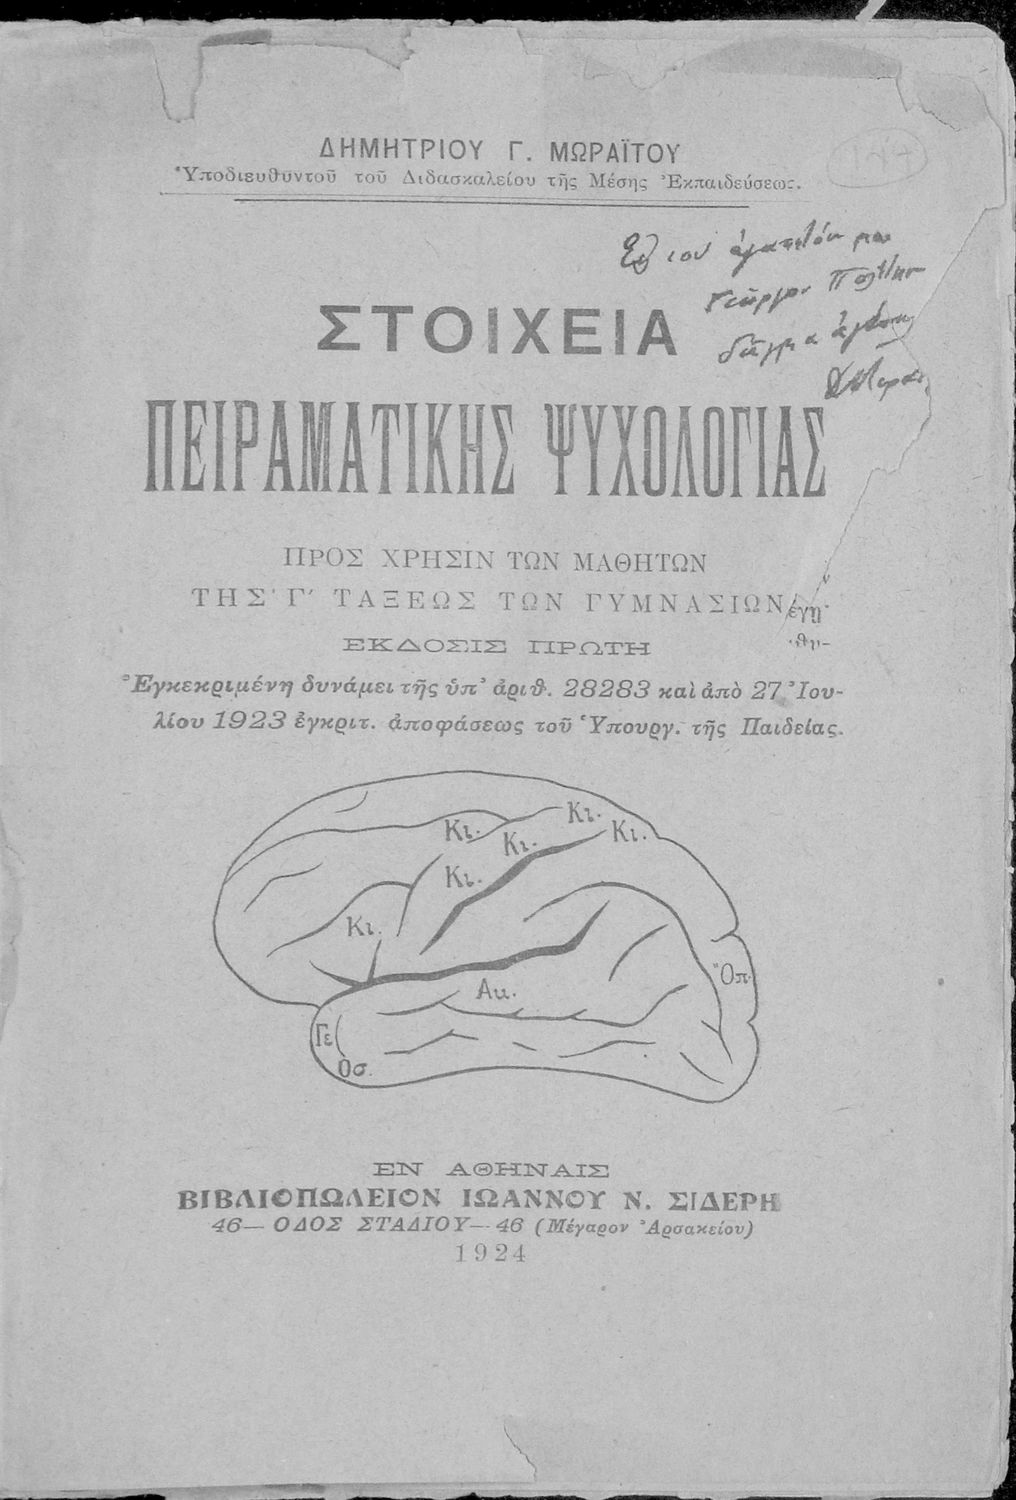 ΔΗΜΗΤΡΙΟΥ Γ. ΜΩΡΑΪΤΟΥ
Ὑποδιευθυντοῦ τοῦ Διδασκαλείου τῆς Μέσης Ἐκπαιδεύσεως.
ΣΤΟΙΧΕΙΑ
ΠΕΙΡΑΜΑΤΙΚΗΣ ΨΥΧΟΛΟΓΙΑΣ
ΠΡΟΣ ΧΡΗΣΙΝ ΤΩΝ ΜΑΘΗΤΩΝ
ΤΗΣ Γ' ΤΑΞΕΩΣ ΤΩΝ ΓΥΜΝΑΣΙΩΝ
ΕΚΔΟΣΙΣ ΠΡΩΤΗ
Ἐγκεκριμένη δυνάμει τῆς ὑπ' ἀριθ. 28283 καὶ ἀπὸ 27 Ἰου-
λίου 1923 ἐγκριτ. ἀποφάσεως τοῦ Ὑπουργ. τῆς Παιδείας.
Κι.
Κι.
Κι.
Κι.
Κι.
Κι.
Ὀπ.
Ακ.
Γε
Ὀσ.
ΕΝ ΑΘΗΝΑΙΣ
ΒΙΒΛΙΟΠΩΛΕΙΟΝ ΙΩΑΝΝΟΥ Ν. ΣΙΔΕΡΗ
46— ΟΔΟΣ ΣΤΑΔΙΟΥ— 46 (Μέγαρον Ἀρσακείου)
1924